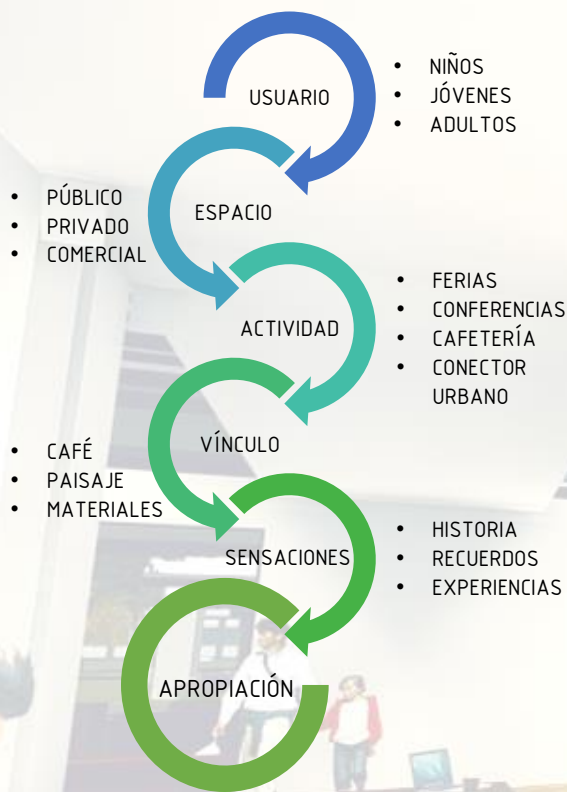 USUARIO
• NIÑOS
• JÓVENES
• ADULTOS
ESPACIO
• PÚBLICO
• PRIVADO
• COMERCIAL
ACTIVIDAD
• FERIAS
• CONFERENCIAS
• CAFETERÍA
• CONECTOR
URBANO
VÍNCULO
• CAFÉ
• PAISAJE
• MATERIALES
SENSACIONES
• HISTORIA
• RECUERDOS
• EXPERIENCIAS
APROPIACIÓN